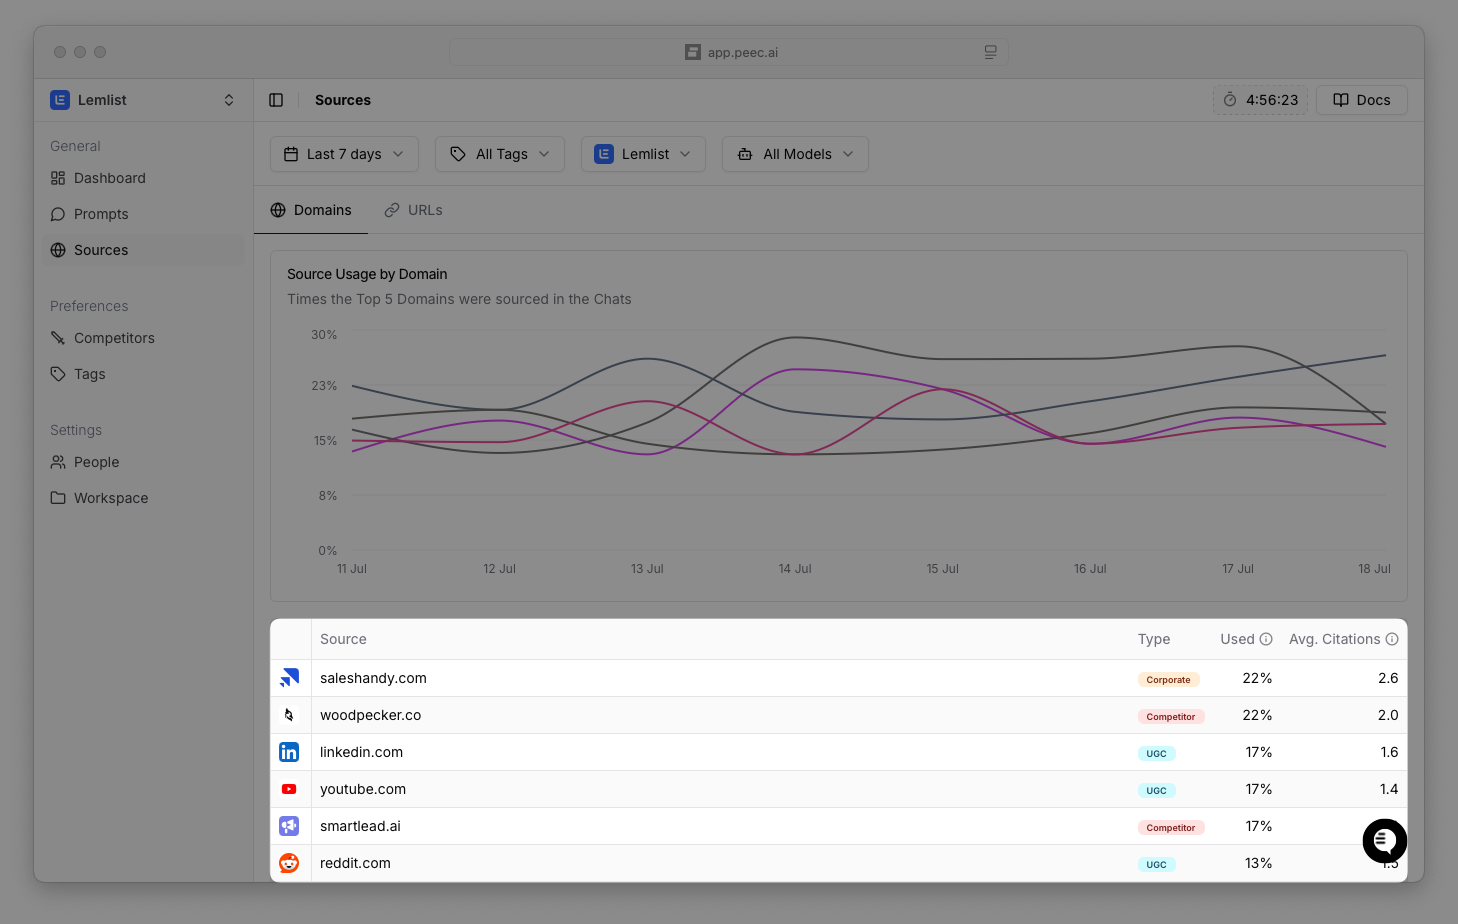 app.peec.ai
Lemlist
Sources
4:56:23
Docs
General
Dashboard
Prompts
Sources
Preferences
Competitors
Tags
Settings
People
Workspace
Last 7 days
All Tags
Lemlist
All Models
Domains
URLs
Source Usage by Domain
Times the Top 5 Domains were sourced in the Chats
30%
23%
15%
8%
0%
11 Jul 12 Jul 13 Jul 14 Jul 15 Jul 16 Jul 17 Jul 18 Jul
Source Type Used Avg. Citations
saleshandy.com Corporate 22% 2.6
woodpecker.co Competitor 22% 2.0
linkedin.com UGC 17% 1.6
youtube.com UGC 17% 1.4
smartlead.ai Competitor 17%
reddit.com UGC 13%